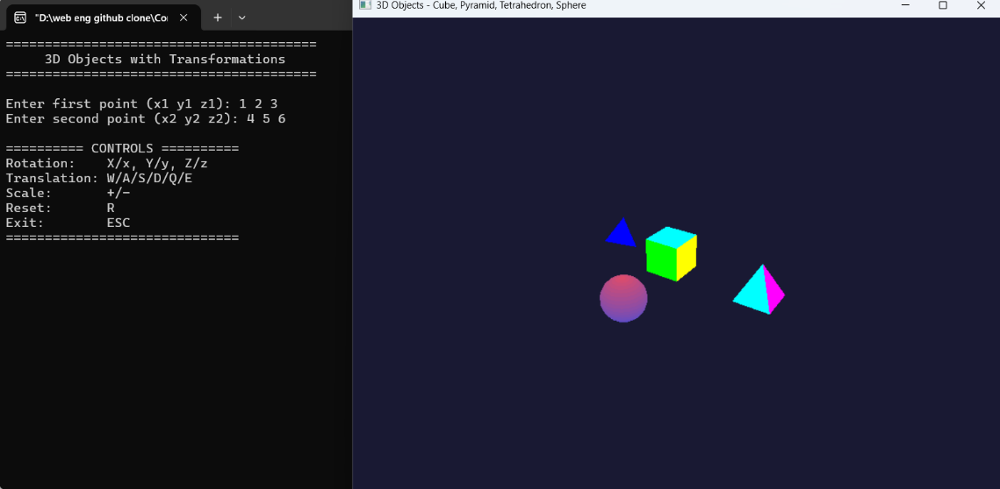 "D:\web eng github clone\Co
3D Objects - Cube, Pyramid, Tetrahedron, Sphere
========================================
3D Objects with Transformations
========================================
Enter first point (x1 y1 z1): 1 2 3
Enter second point (x2 y2 z2): 4 5 6
========== CONTROLS ==========
Rotation:    X/x, Y/y, Z/z
Translation: W/A/S/D/Q/E
Scale:       +/-
Reset:       R
Exit:        ESC
==============================